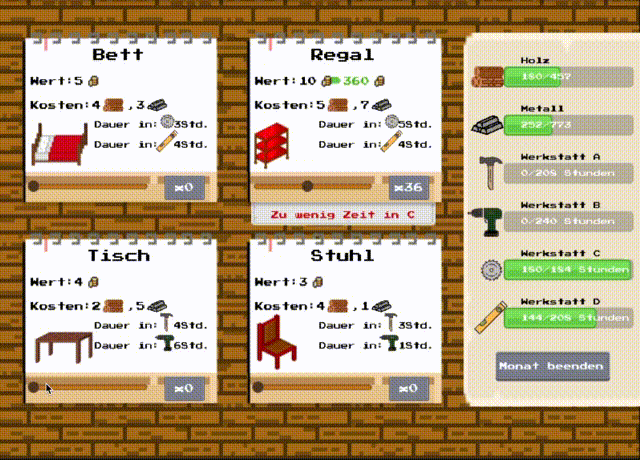 Bett
Wert:5
Kosten:4 ,3
Dauer in: 3Std.
Dauer in: 4Std.
x0
Regal
Wert:10 360
Kosten:5 ,7
Dauer in: 5Std.
Dauer in: 4Std.
x36
Zu wenig Zeit in C
Tisch
Wert:4
Kosten:2 ,5
Dauer in: 4Std.
Dauer in: 6Std.
x0
Stuhl
Wert:3
Kosten:4 ,1
Dauer in: 3Std.
Dauer in: 1Std.
x0
Holz
180/457
Metall
252/773
Werkstatt A
0/208 Stunden
Werkstatt B
0/240 Stunden
Werkstatt C
180/184 Stunden
Werkstatt D
144/208 Stunden
Monat beenden